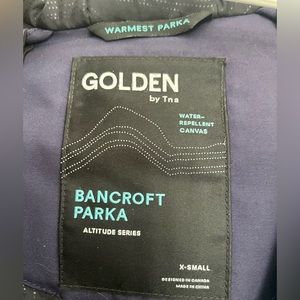 WARMEST PARKA
GOLDEN
by Tna
WATER-
REPELLENT
CANVAS
BANCROFT
PARKA
ALTITUDE SERIES
X-SMALL
DESIGNED IN CANADA
MADE IN CHINA